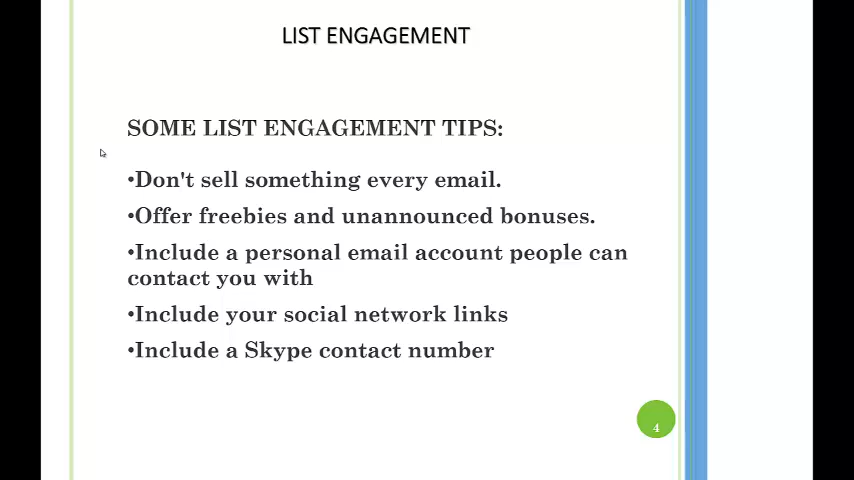 LIST ENGAGEMENT
SOME LIST ENGAGEMENT TIPS:
•Don't sell something every email.
•Offer freebies and unannounced bonuses.
•Include a personal email account people can
contact you with
•Include your social network links
•Include a Skype contact number
4